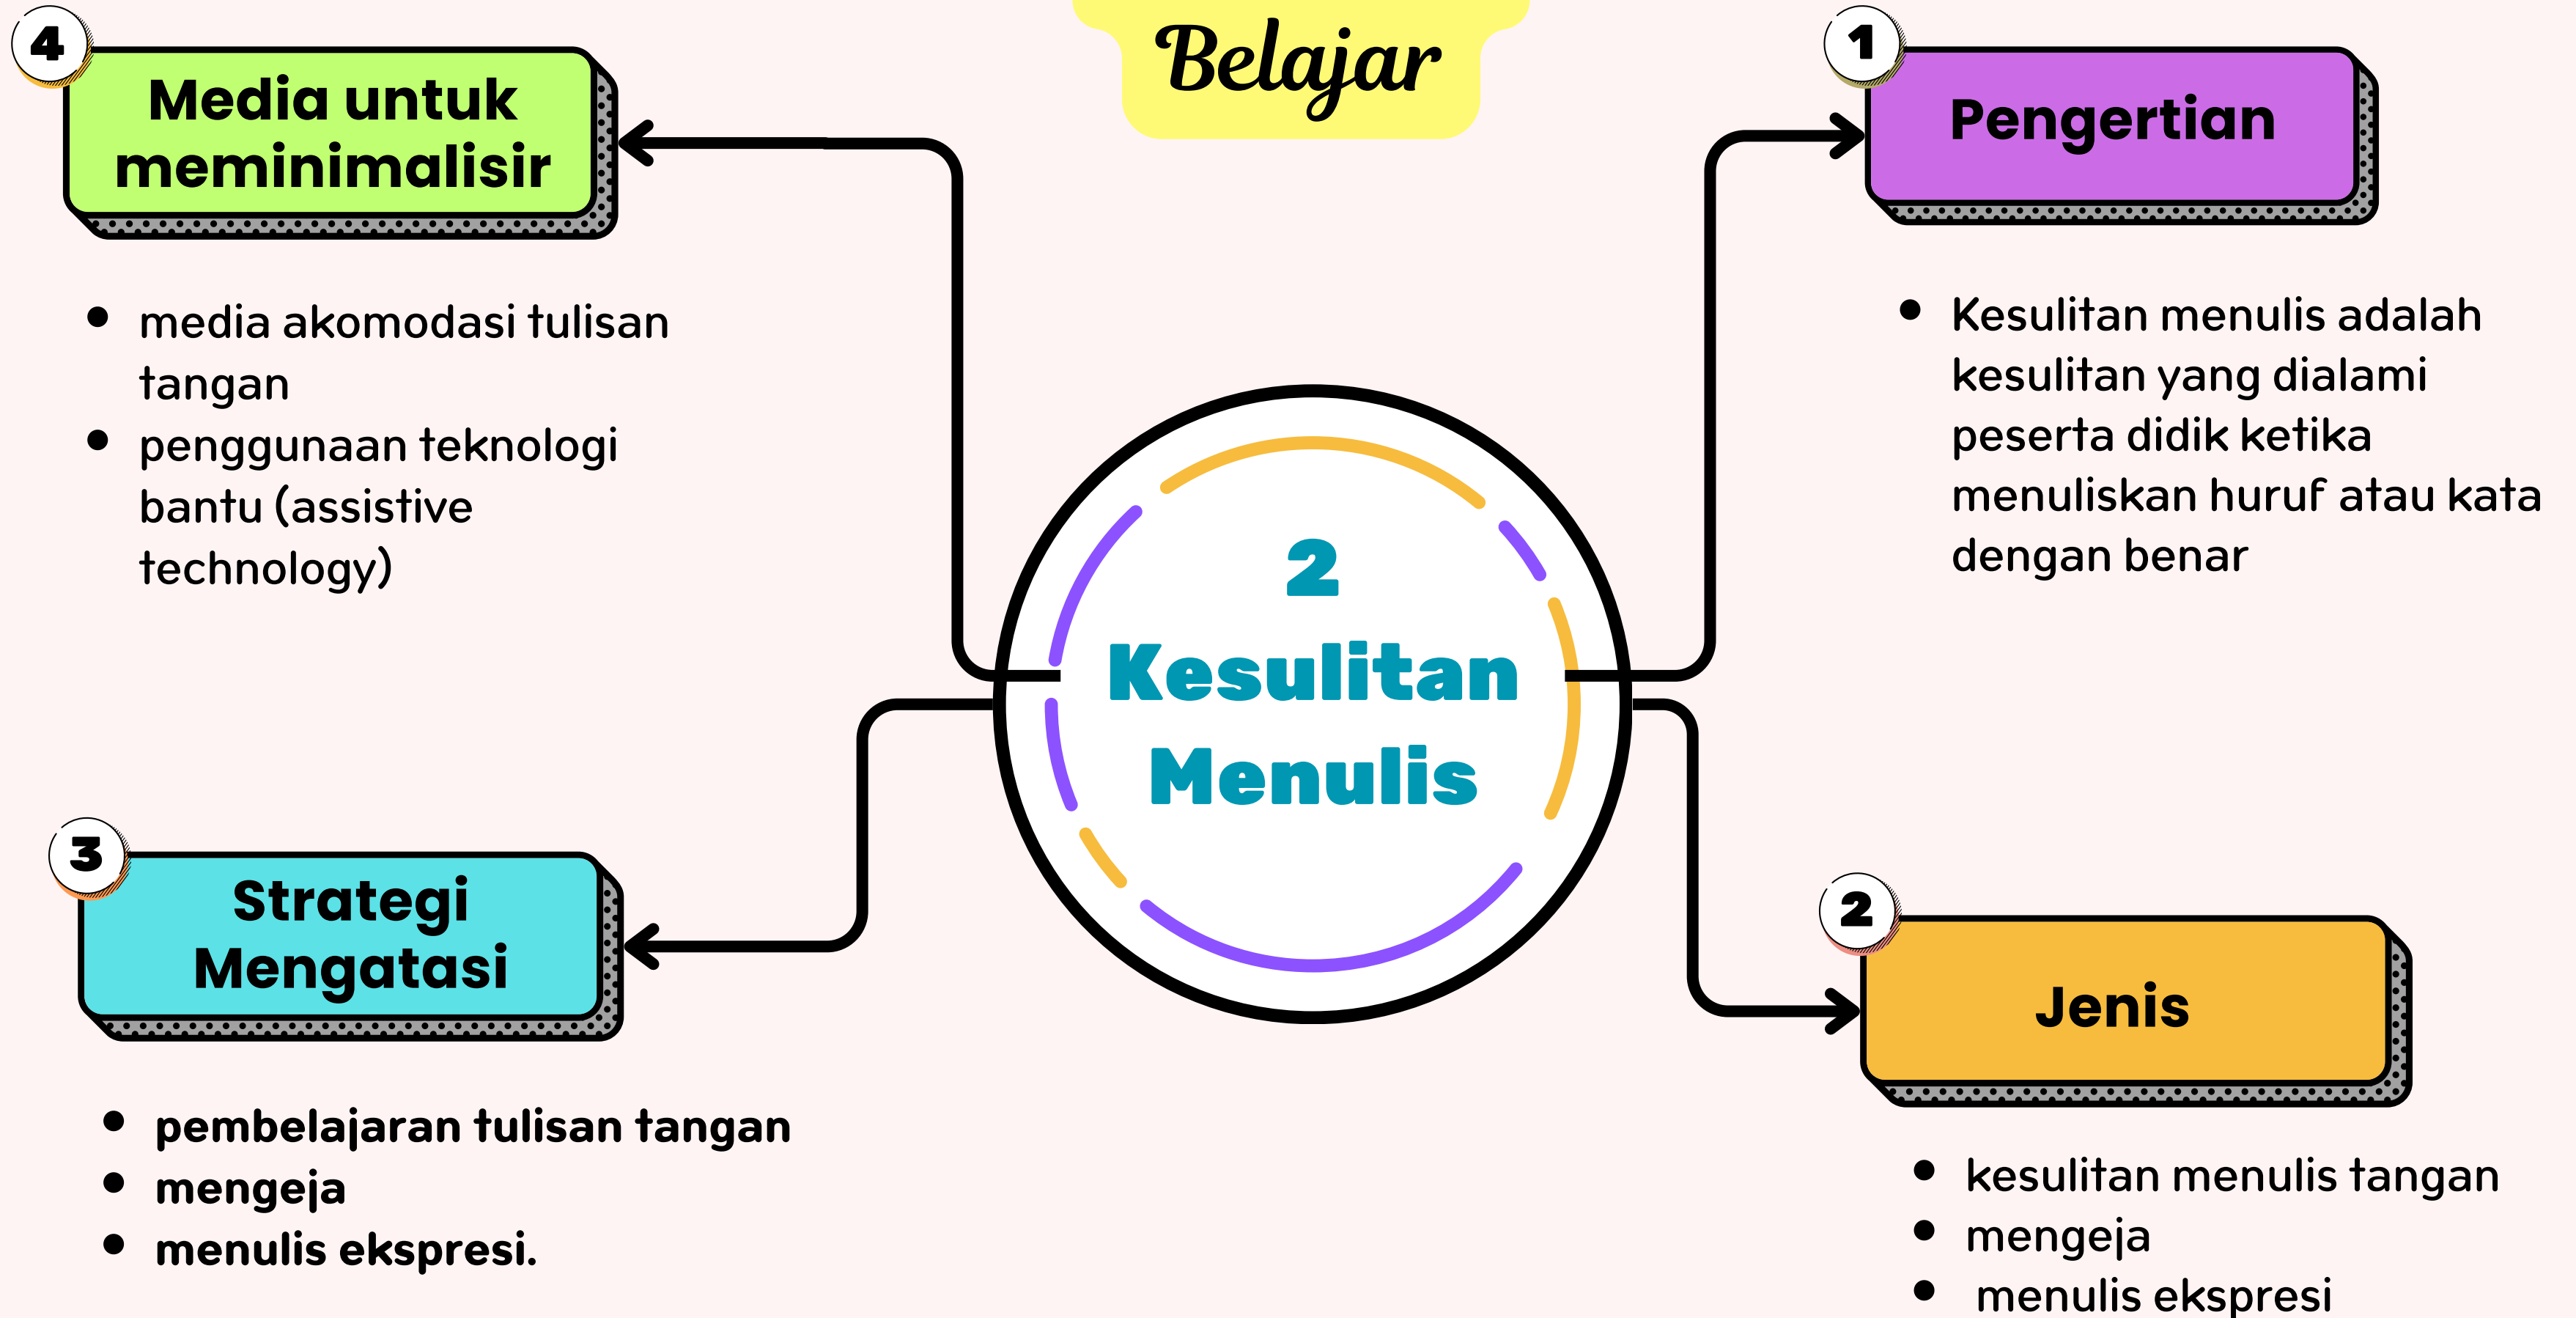 Belajar
2
Kesulitan
Menulis
1
Pengertian
• Kesulitan menulis adalah
kesulitan yang dialami
peserta didik ketika
menuliskan huruf atau kata
dengan benar
2
Jenis
• kesulitan menulis tangan
• mengeja
• menulis ekspresi
3
Strategi
Mengatasi
• pembelajaran tulisan tangan
• mengeja
• menulis ekspresi.
4
Media untuk
meminimalisir
• media akomodasi tulisan
tangan
• penggunaan teknologi
bantu (assistive
technology)